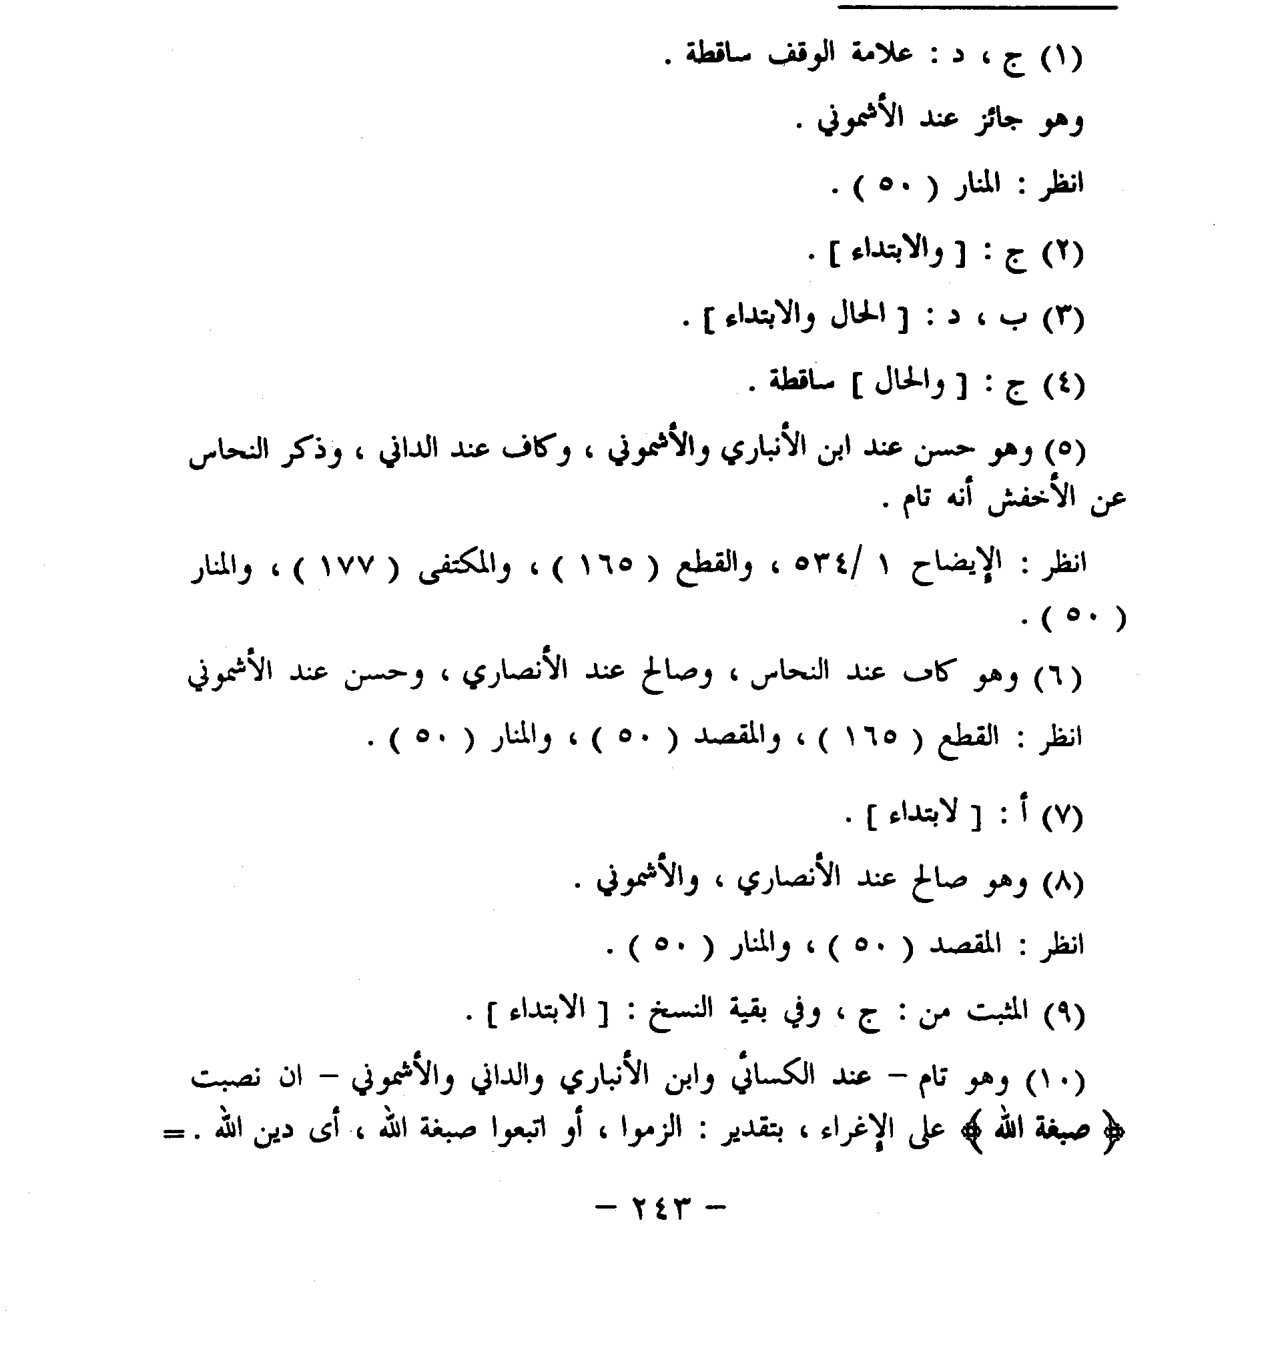 (١) ج ، د : علامة الوقف ساقطة .
وهو جائز عند الأشموني .
انظر : المنار ( ٥٠ ) .
(٢) ج : [ والابتداء ] .
(٣) ب ، د : [ الحال والابتداء ] .
(٤) ج : [ والحال ] ساقطة .
(٥) وهو حسن عند ابن الأنباري والأشموني ، وكاف عند الداني ، وذكر النحاس
عن الأخفش أنه تام .
انظر : الإيضاح ١ /٥٣٤ ، والقطع ( ١٦٥ ) ، والمكتفى ( ١٧٧ ) ، والمنار
( ٥٠ ) .
(٦) وهو كاف عند النحاس ، وصالح عند الأنصاري ، وحسن عند الأشموني
انظر : القطع ( ١٦٥ ) ، والمقصد ( ٥٠ ) ، والمنار ( ٥٠ ) .
(٧) أ : [ لابتداء ] .
(٨) وهو صالح عند الأنصاري ، والأشموني .
انظر : المقصد ( ٥٠ ) ، والمنار ( ٥٠ ) .
(٩) المثبت من : ج ، وفي بقية النسخ : [ الابتداء ] .
(١٠) وهو تام – عند الكسائي وابن الأنباري والداني والأشموني – ان نصبت
﴿ صبغة الله ﴾ على الإغراء ، بتقدير : الزموا ، أو اتبعوا صبغة الله ، أى دين الله . =
– ٢٤٣ –